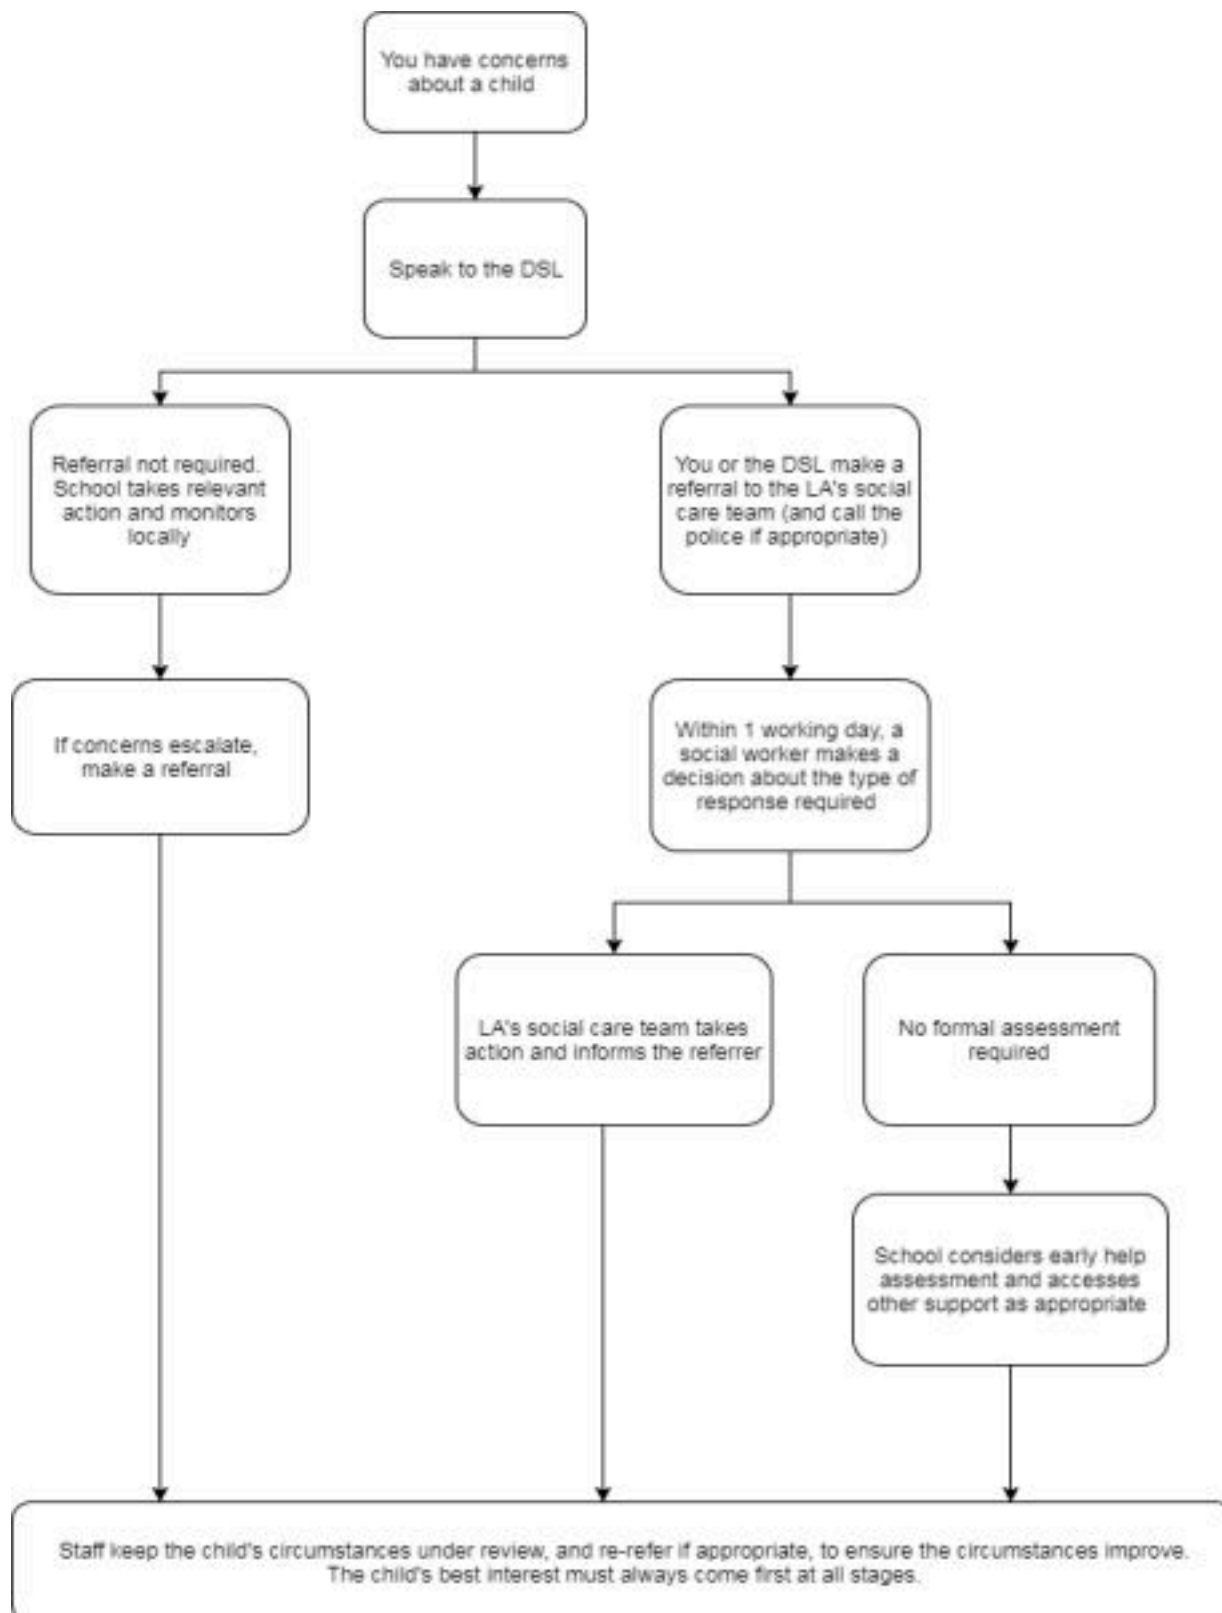 You have concerns
about a child
Speak to the DSL
Referral not required.
School takes relevant
action and monitors
locally
You or the DSL make a
referral to the LA's social
care team (and call the
police if appropriate)
If concerns escalate,
make a referral
Within 1 working day, a
social worker makes a
decision about the type of
response required
LA's social care team takes
action and informs the referrer
No formal assessment
required
School considers early help
assessment and accesses
other support as appropriate
Staff keep the child's circumstances under review, and re-refer if appropriate, to ensure the circumstances improve.
The child's best interest must always come first at all stages.